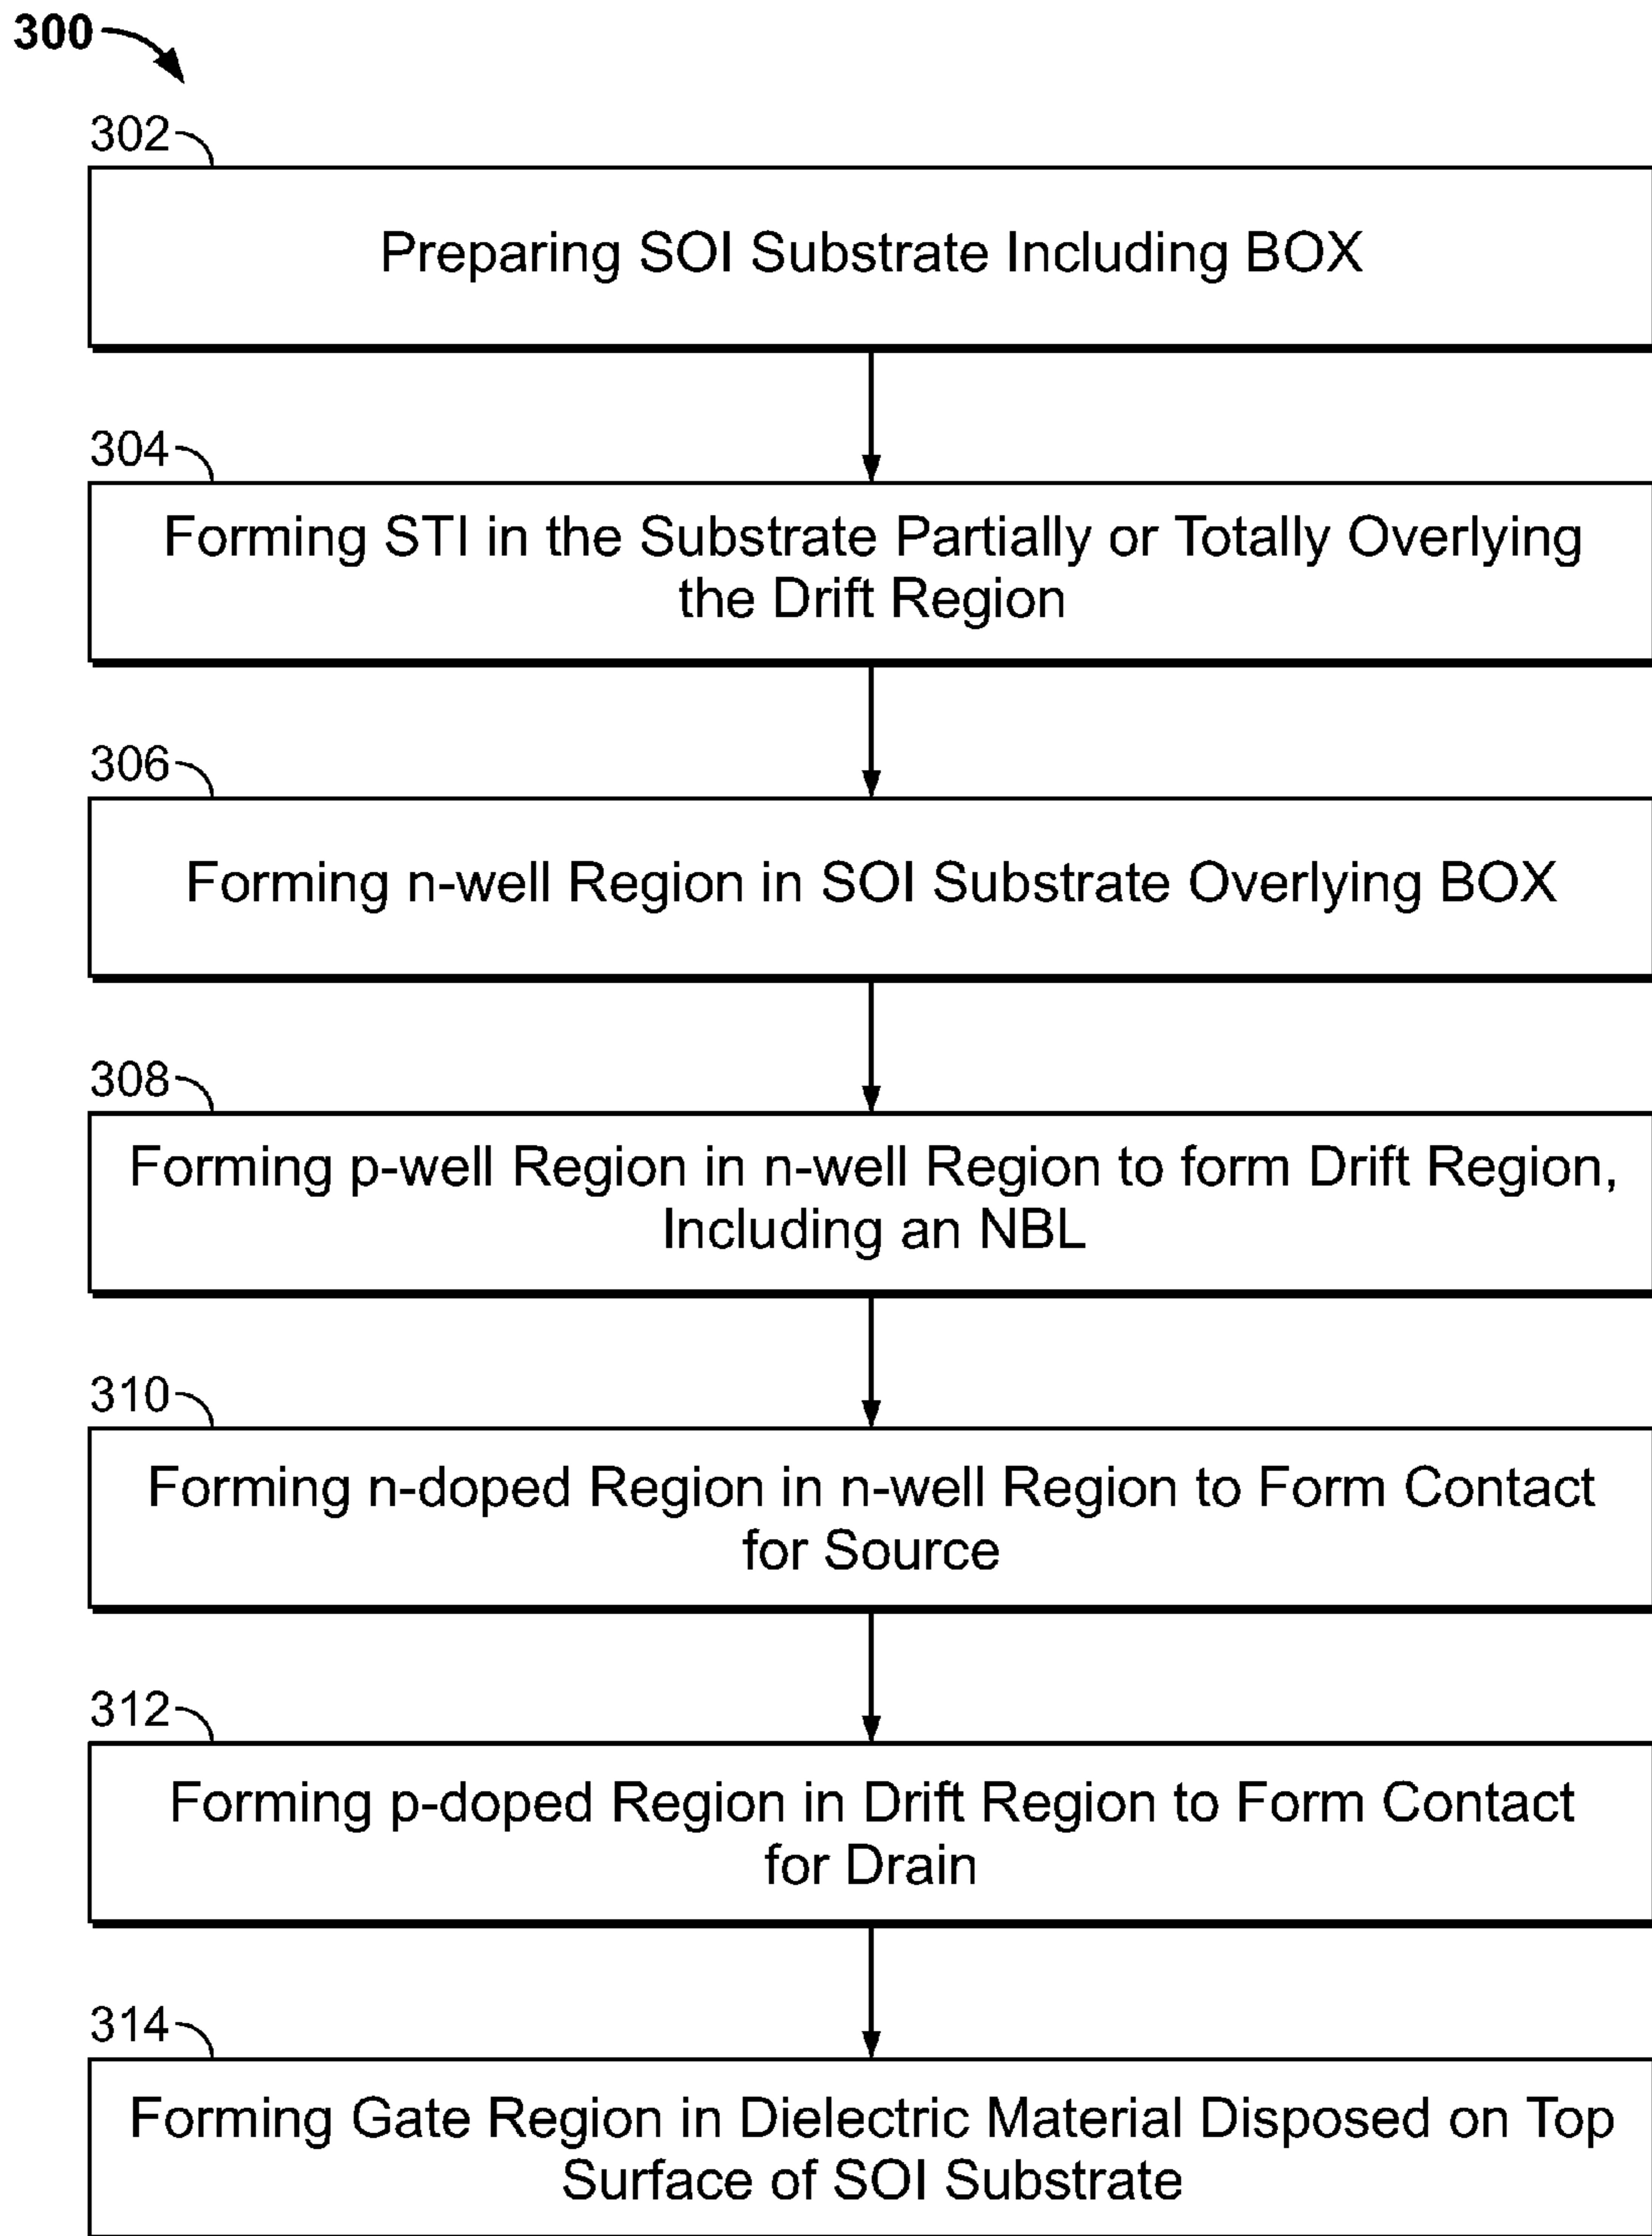 300
302
Preparing SOI Substrate Including BOX
304
Forming STI in the Substrate Partially or Totally Overlying
the Drift Region
306
Forming n-well Region in SOI Substrate Overlying BOX
308
Forming p-well Region in n-well Region to form Drift Region,
Including an NBL
310
Forming n-doped Region in n-well Region to Form Contact
for Source
312
Forming p-doped Region in Drift Region to Form Contact
for Drain
314
Forming Gate Region in Dielectric Material Disposed on Top
Surface of SOI Substrate